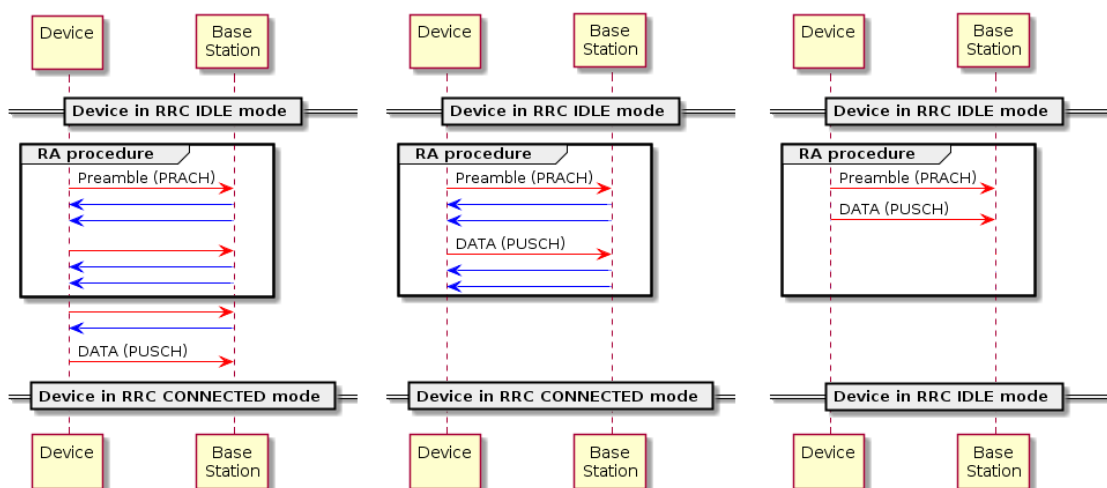 Device
Base
Station
Device in RRC IDLE mode
RA procedure
Preamble (PRACH)
DATA (PUSCH)
Device in RRC CONNECTED mode
Device
Base
Station
Device
Base
Station
Device in RRC IDLE mode
RA procedure
Preamble (PRACH)
DATA (PUSCH)
Device in RRC CONNECTED mode
Device
Base
Station
Device
Base
Station
Device in RRC IDLE mode
RA procedure
Preamble (PRACH)
DATA (PUSCH)
Device in RRC IDLE mode
Device
Base
Station